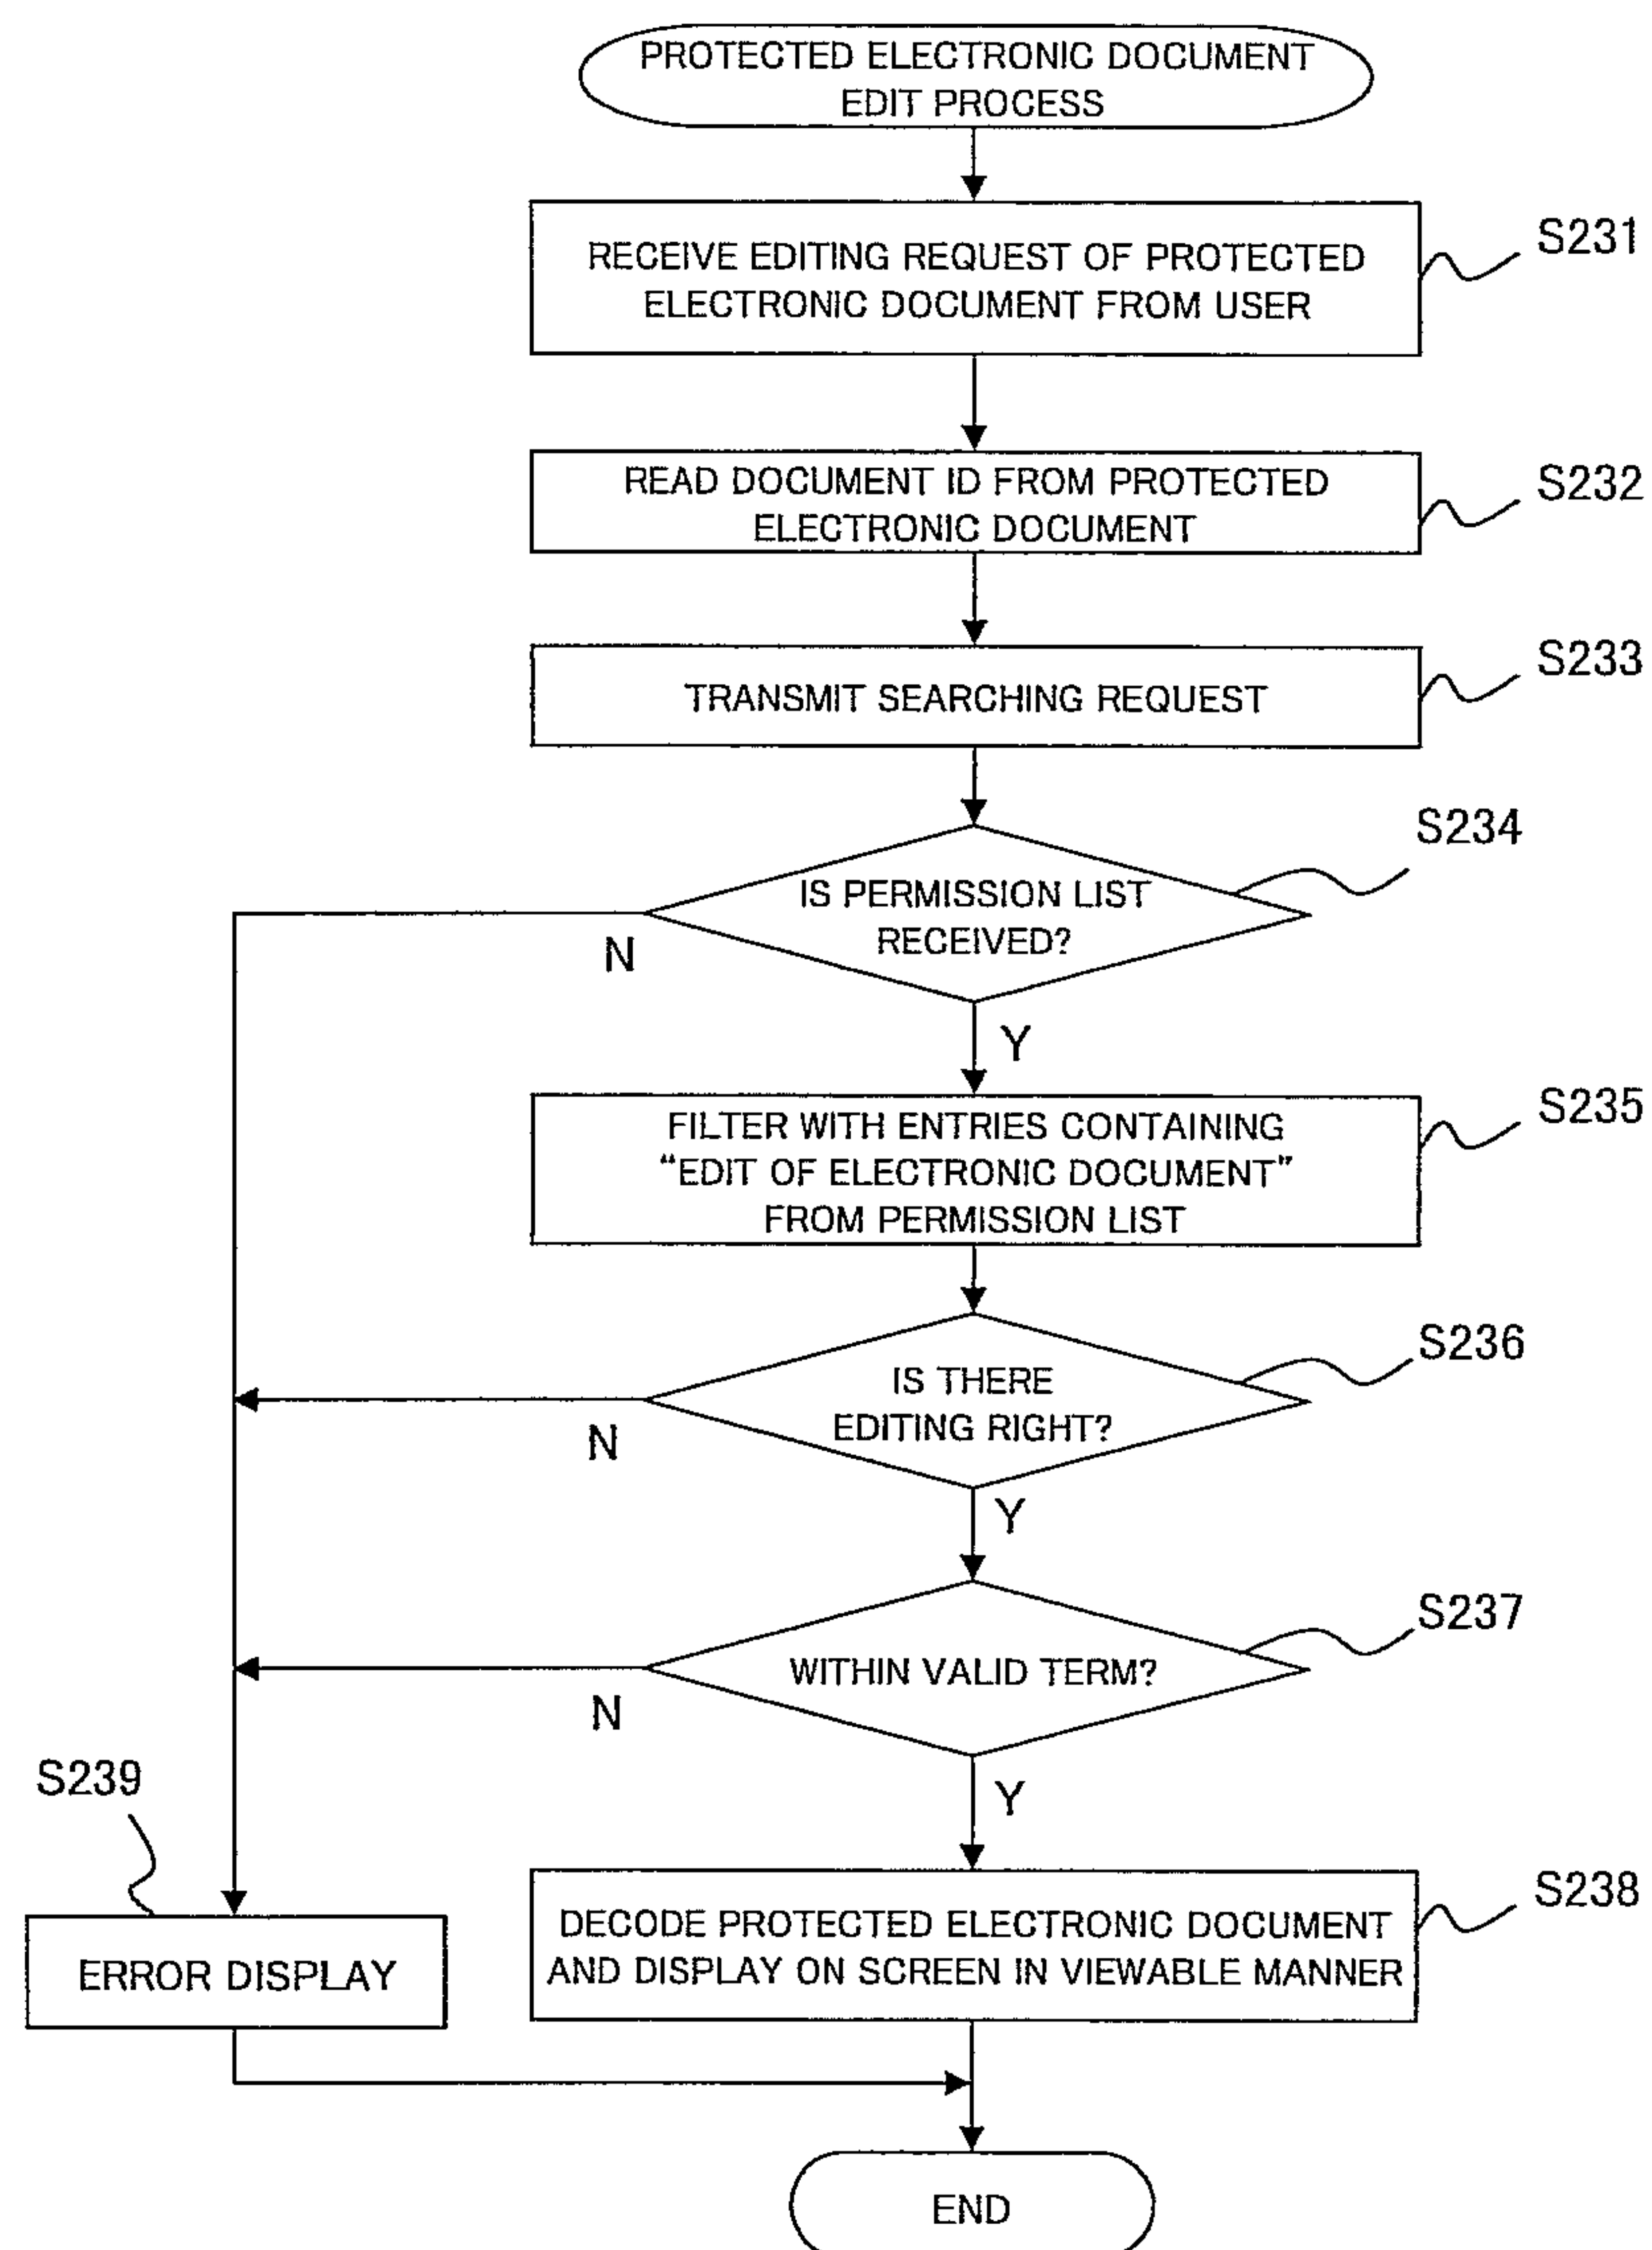 PROTECTED ELECTRONIC DOCUMENT
EDIT PROCESS
S231
RECEIVE EDITING REQUEST OF PROTECTED
ELECTRONIC DOCUMENT FROM USER
S232
READ DOCUMENT ID FROM PROTECTED
ELECTRONIC DOCUMENT
S233
TRANSMIT SEARCHING REQUEST
S234
IS PERMISSION LIST
RECEIVED?
N
Y
S235
FILTER WITH ENTRIES CONTAINING
“EDIT OF ELECTRONIC DOCUMENT”
FROM PERMISSION LIST
S236
IS THERE
EDITING RIGHT?
N
Y
S237
WITHIN VALID TERM?
N
Y
S239
ERROR DISPLAY
S238
DECODE PROTECTED ELECTRONIC DOCUMENT
AND DISPLAY ON SCREEN IN VIEWABLE MANNER
END